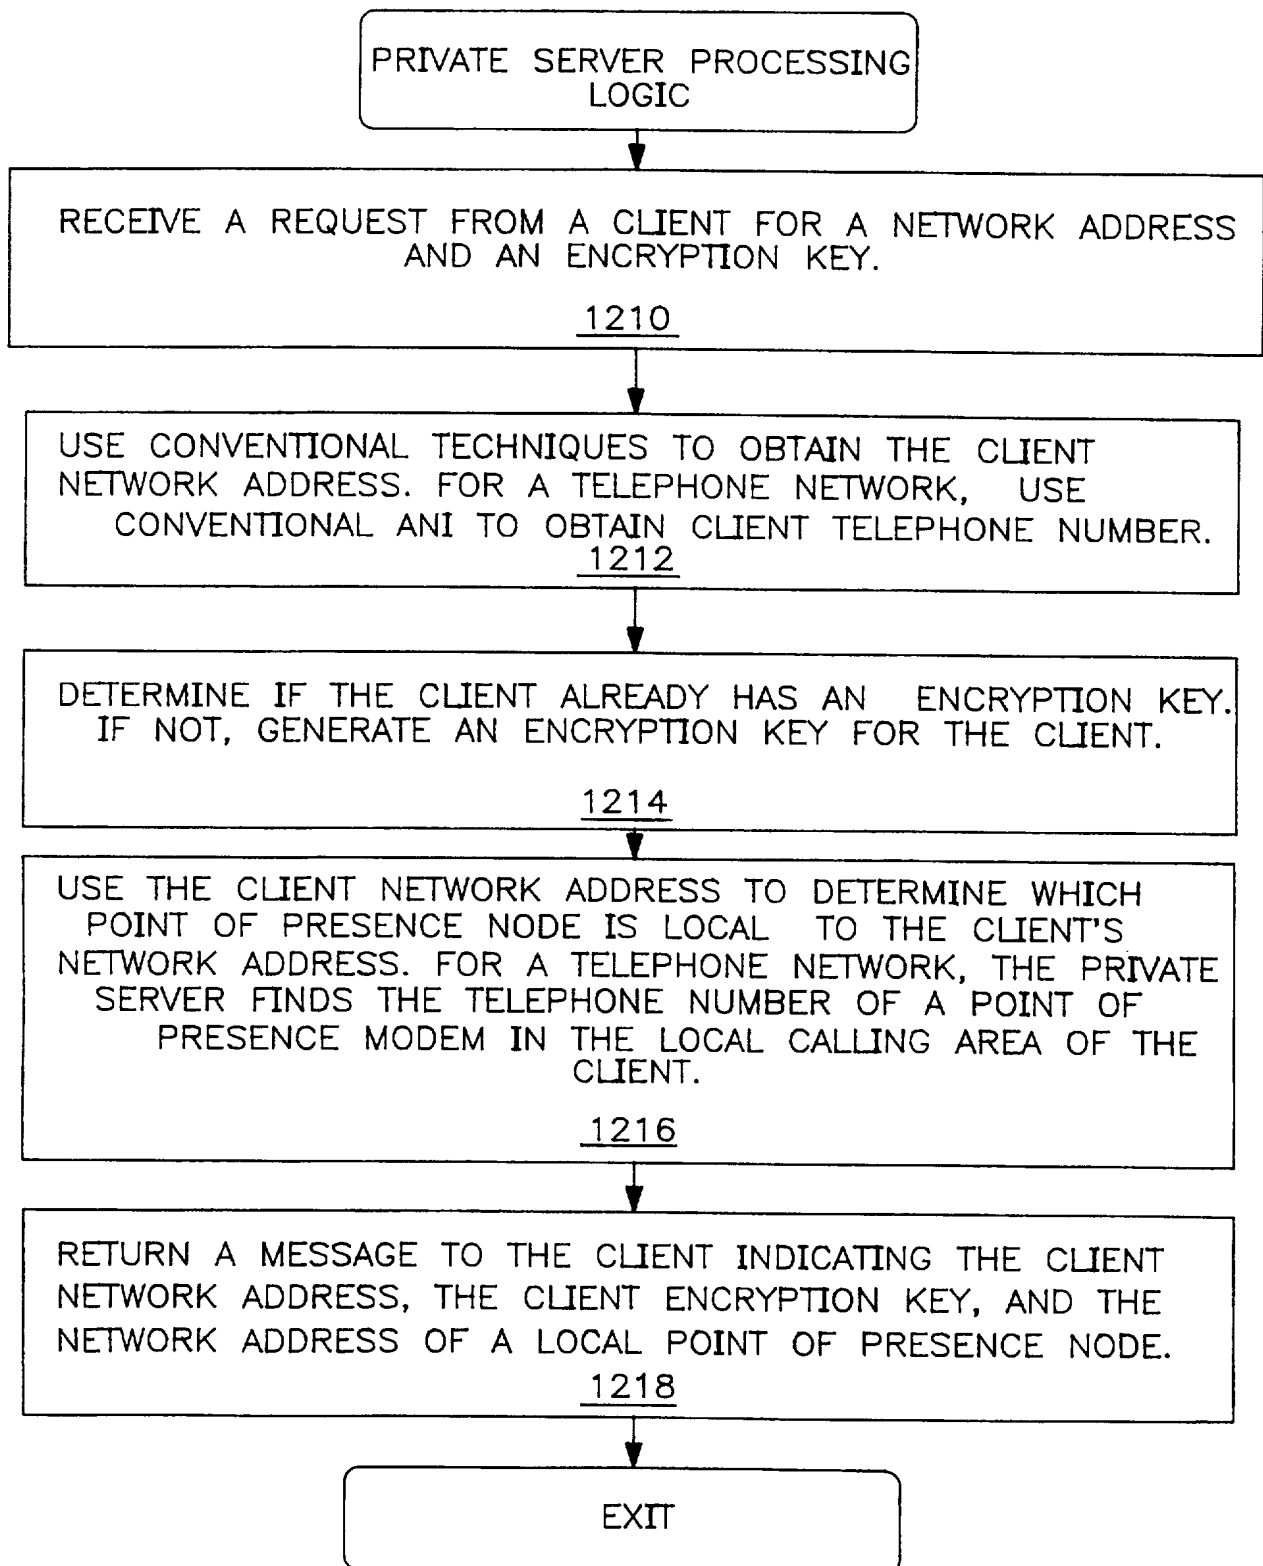 PRIVATE SERVER PROCESSING
LOGIC
RECEIVE A REQUEST FROM A CLIENT FOR A NETWORK ADDRESS
AND AN ENCRYPTION KEY.
1210
USE CONVENTIONAL TECHNIQUES TO OBTAIN THE CLIENT
NETWORK ADDRESS. FOR A TELEPHONE NETWORK, USE
CONVENTIONAL ANI TO OBTAIN CLIENT TELEPHONE NUMBER.
1212
DETERMINE IF THE CLIENT ALREADY HAS AN ENCRYPTION KEY.
IF NOT, GENERATE AN ENCRYPTION KEY FOR THE CLIENT.
1214
USE THE CLIENT NETWORK ADDRESS TO DETERMINE WHICH
POINT OF PRESENCE NODE IS LOCAL TO THE CLIENT'S
NETWORK ADDRESS. FOR A TELEPHONE NETWORK, THE PRIVATE
SERVER FINDS THE TELEPHONE NUMBER OF A POINT OF
PRESENCE MODEM IN THE LOCAL CALLING AREA OF THE
CLIENT.
1216
RETURN A MESSAGE TO THE CLIENT INDICATING THE CLIENT
NETWORK ADDRESS, THE CLIENT ENCRYPTION KEY, AND THE
NETWORK ADDRESS OF A LOCAL POINT OF PRESENCE NODE.
1218
EXIT